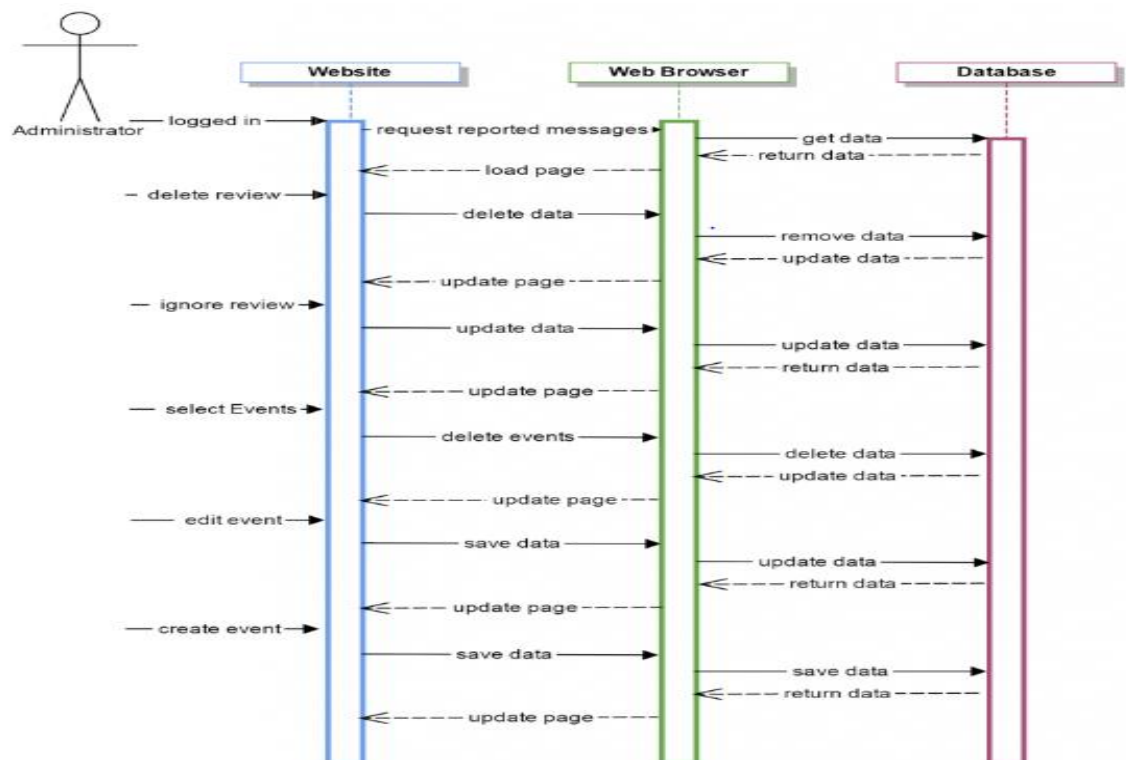 Website
Web Browser
Database
Administrator
logged in
request reported messages
get data
return data
load page
delete review
delete data
remove data
update data
update page
ignore review
update data
update data
return data
update page
select Events
delete events
delete data
update data
update page
edit event
save data
update data
return data
update page
create event
save data
save data
return data
update page